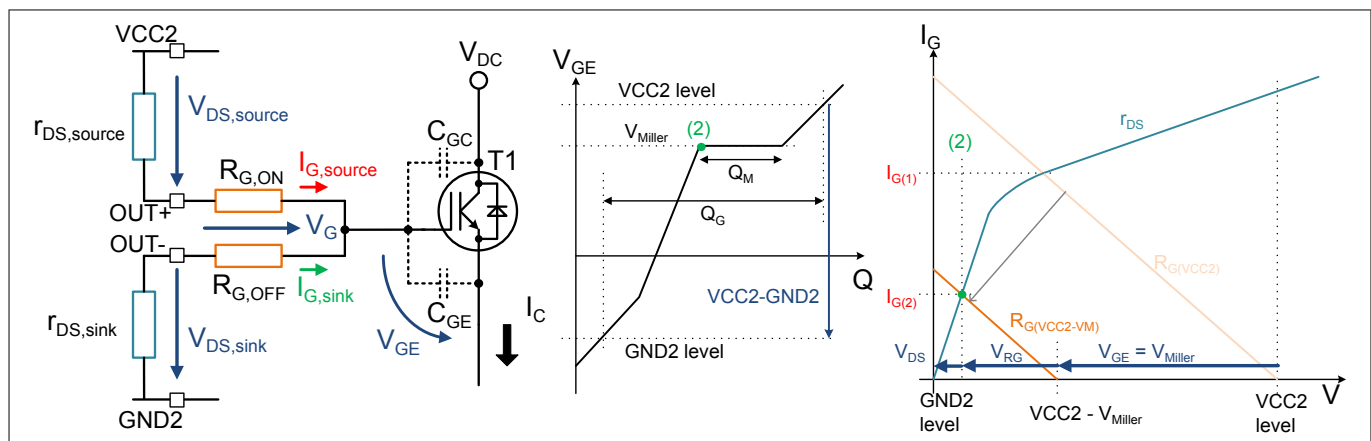 VCC2
rDS,source
VDS,source
RG,ON
IG,source
OUT+
VG
OUT-
RG,OFF
IG,sink
rDS,sink
VDS,sink
GND2
VDC
CGC
T1
CGE
VGE
IC
VGE
VCC2 level
VMiller
(2)
QM
QG
Q
VCC2-GND2
GND2 level
IG
rDS
(2)
IG(1)
RG(VCC2)
IG(2)
RG(VCC2-VM)
VDS
VRG
VGE = VMiller
V
GND2 level
VCC2 - VMiller
VCC2 level